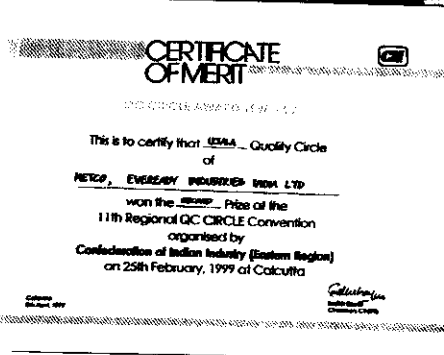 CERTIFICATE
OF MERIT
CII
This is to certify that Quality Circle
of
METCO, EVEREADY INDUSTRIES INDIA LTD
won the Prize at the
11th Regional QC CIRCLE Convention
organised by
Confederation of Indian Industry (Eastern Region)
on 25th February, 1999 at Calcutta
Calcutta